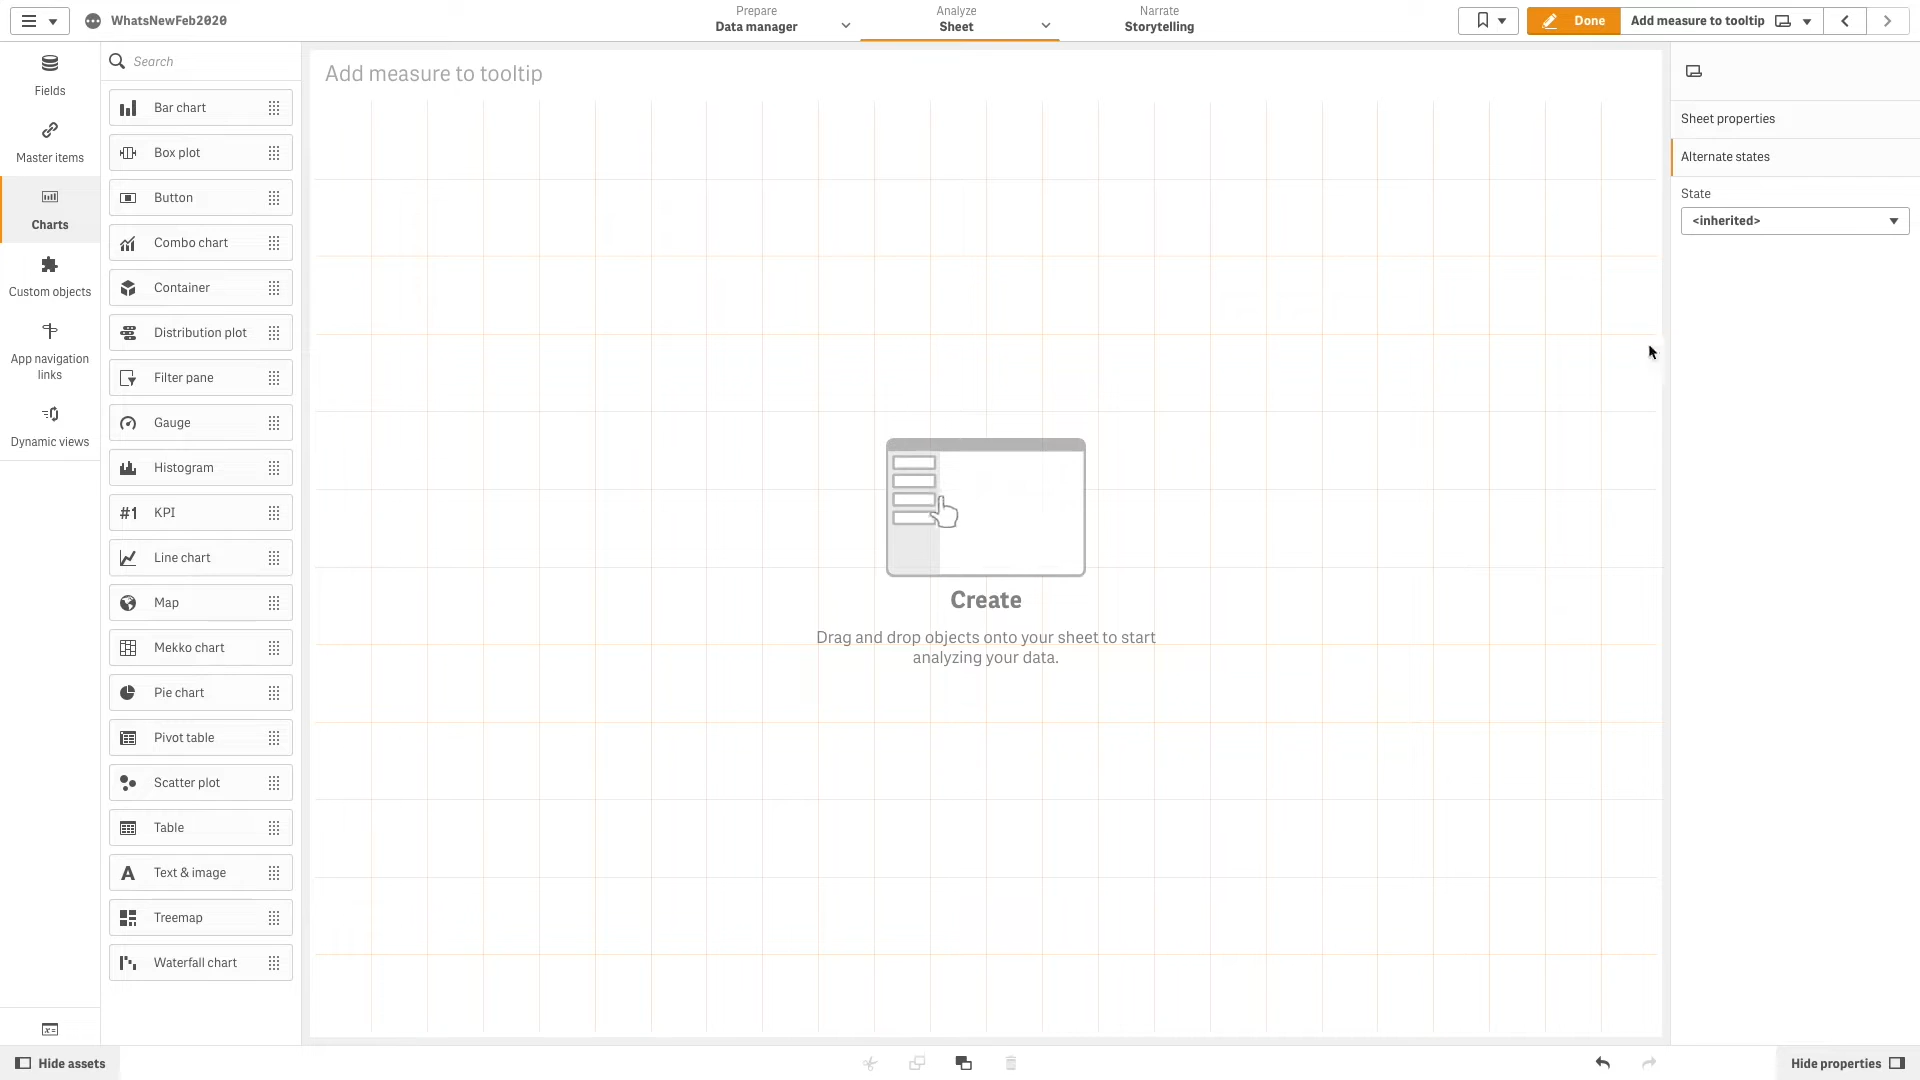 WhatsNewFeb2020
Prepare
Data manager
Analyze
Sheet
Narrate
Storytelling
Done
Add measure to tooltip
Fields
Master items
Charts
Custom objects
App navigation
links
Dynamic views
Search
Bar chart
Box plot
Button
Combo chart
Container
Distribution plot
Filter pane
Gauge
Histogram
#1 KPI
Line chart
Map
Mekko chart
Pie chart
Pivot table
Scatter plot
Table
A Text & image
Treemap
Waterfall chart
Add measure to tooltip
Create
Drag and drop objects onto your sheet to start
analyzing your data.
Sheet properties
Alternate states
State
<inherited>
Hide assets
Hide properties